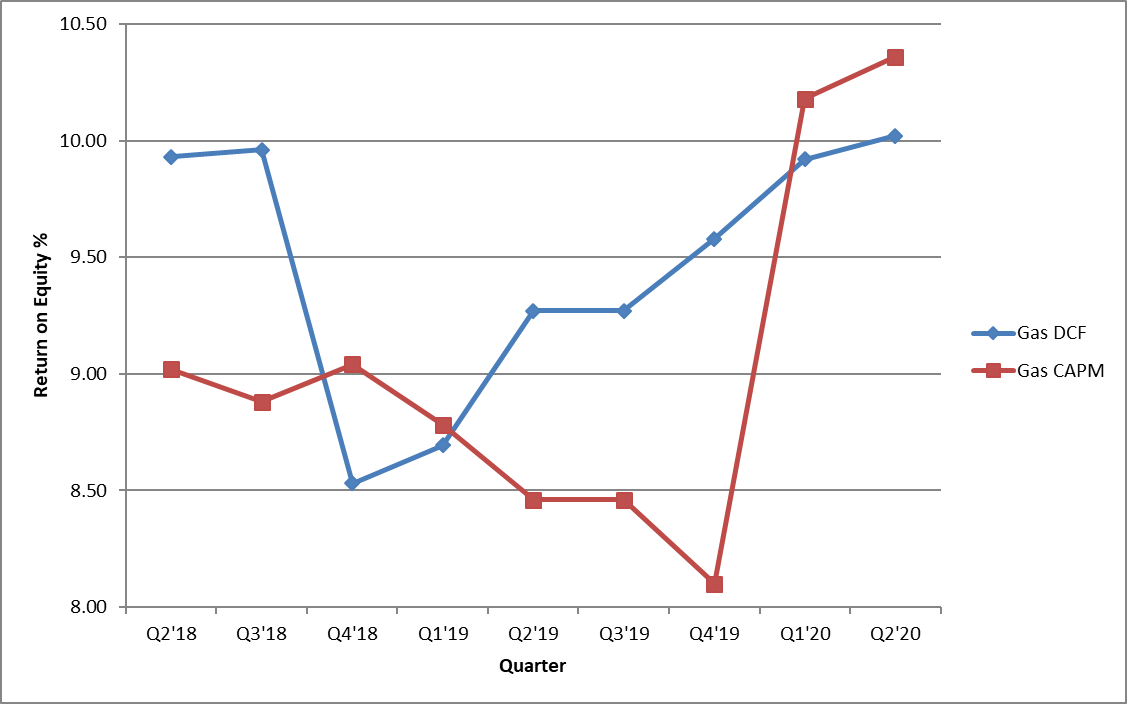 10.50
10.00
9.50
9.00
8.50
8.00
Return on Equity %
Q2'18 Q3'18 Q4'18 Q1'19 Q2'19 Q3'19 Q4'19 Q1'20 Q2'20
Quarter
Gas DCF
Gas CAPM